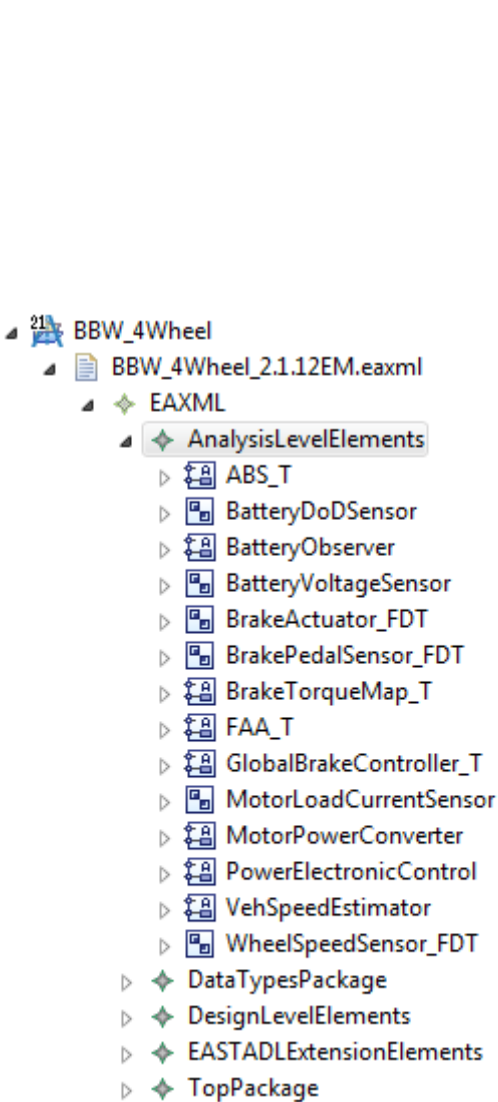 21 BBW_4Wheel
BBW_4Wheel_2.1.12EM.eaxml
EAXML
AnalysisLevelElements
ABS_T
BatteryDoDSensor
BatteryObserver
BatteryVoltageSensor
BrakeActuator_FDT
BrakePedalSensor_FDT
BrakeTorqueMap_T
FAA_T
GlobalBrakeController_T
MotorLoadCurrentSensor
MotorPowerConverter
PowerElectronicControl
VehSpeedEstimator
WheelSpeedSensor_FDT
DataTypesPackage
DesignLevelElements
EASTADLExtensionElements
TopPackage